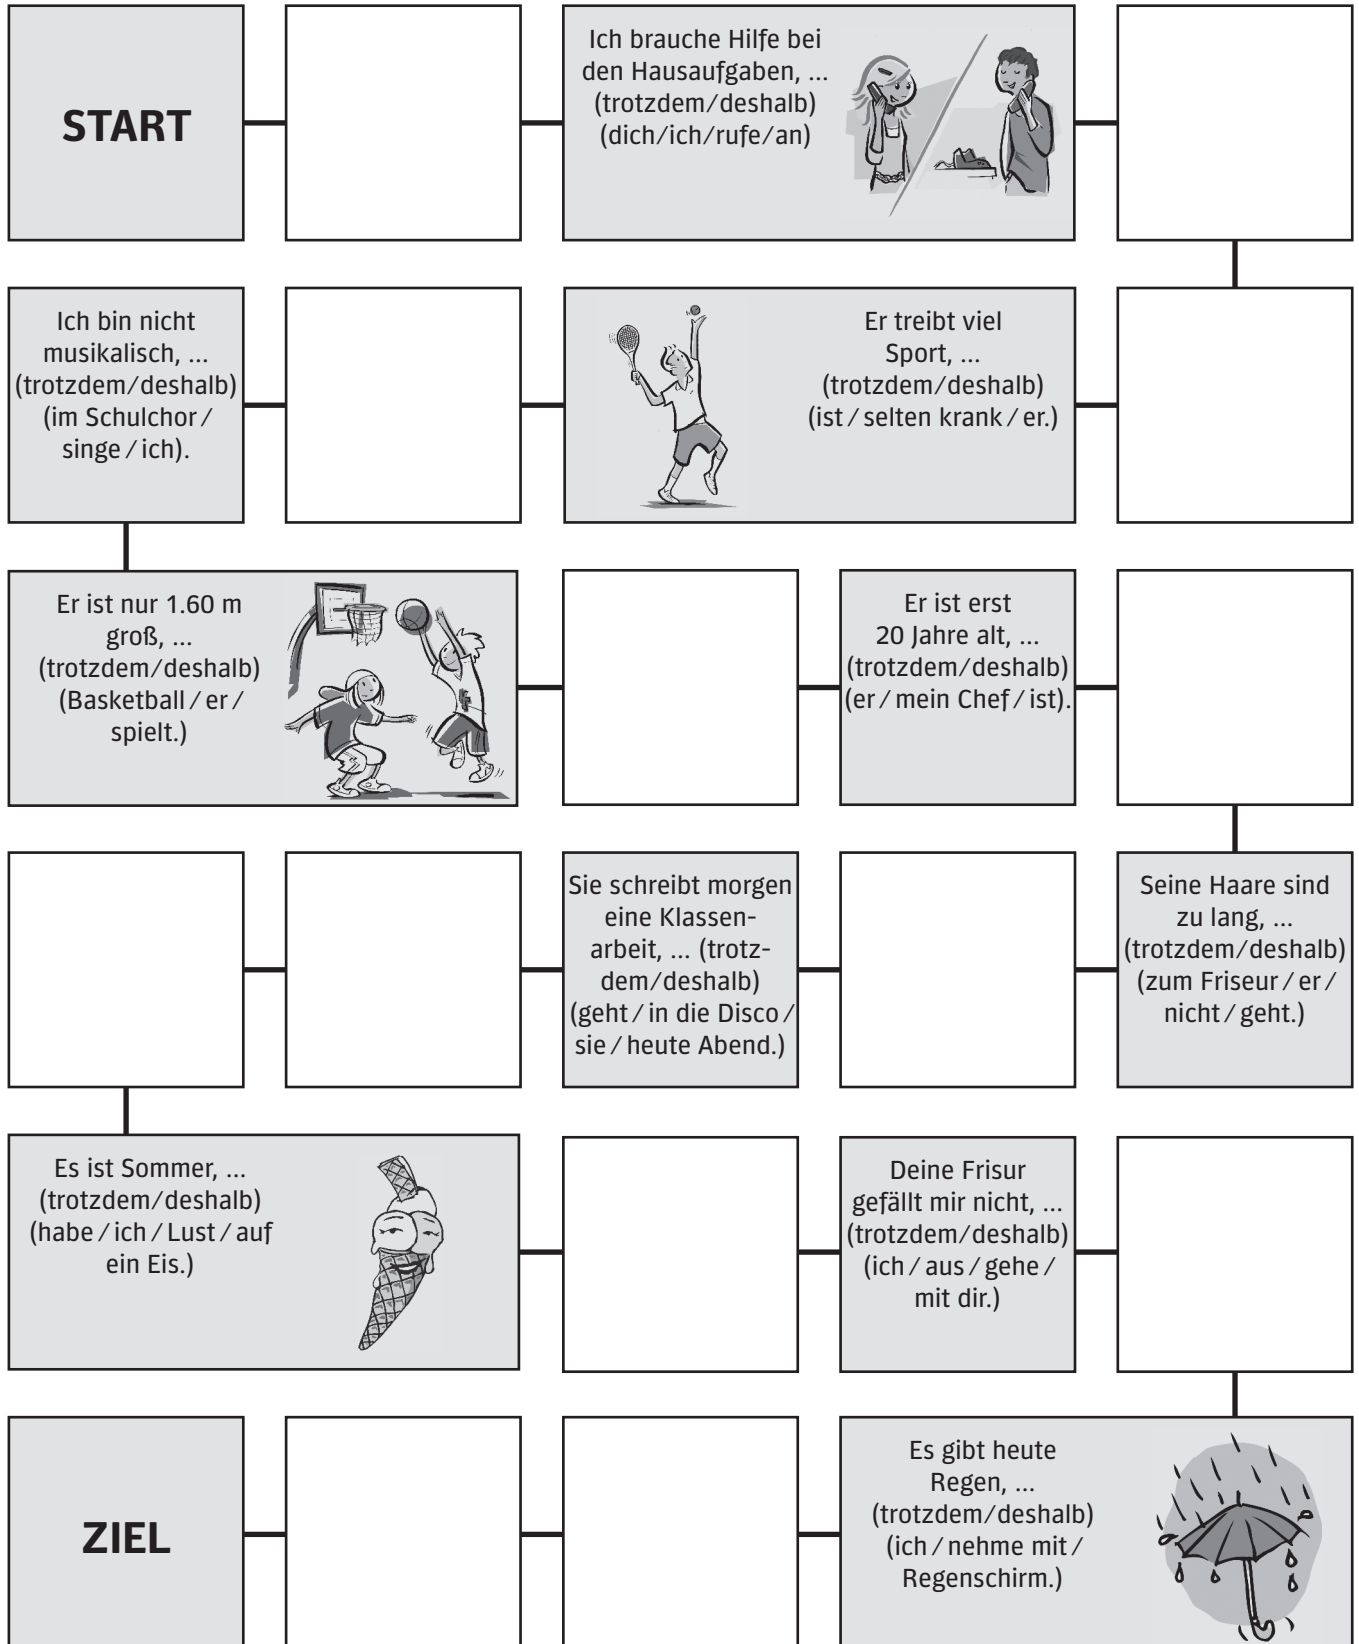 START
Ich brauche Hilfe bei
den Hausaufgaben, ...
(trotzdem/deshalb)
(dich/ich/rufe/an)
Ich bin nicht
musikalisch, ...
(trotzdem/deshalb)
(im Schulchor/
singe/ich).
Er treibt viel
Sport, ...
(trotzdem/deshalb)
(ist/selten krank/er.)
Er ist nur 1.60 m
groß, ...
(trotzdem/deshalb)
(Basketball/er/
spielt.)
Er ist erst
20 Jahre alt, ...
(trotzdem/deshalb)
(er/mein Chef/ist).
Sie schreibt morgen
eine Klassen-
arbeit, ... (trotz-
dem/deshalb)
(geht/in die Disco/
sie/heute Abend.)
Seine Haare sind
zu lang, ...
(trotzdem/deshalb)
(zum Friseur/er/
nicht/geht.)
Es ist Sommer, ...
(trotzdem/deshalb)
(habe/ich/Lust/auf
ein Eis.)
Deine Frisur
gefällt mir nicht, ...
(trotzdem/deshalb)
(ich/aus/gehe/
mit dir.)
ZIEL
Es gibt heute
Regen, ...
(trotzdem/deshalb)
(ich/nehme mit/
Regenschirm.)